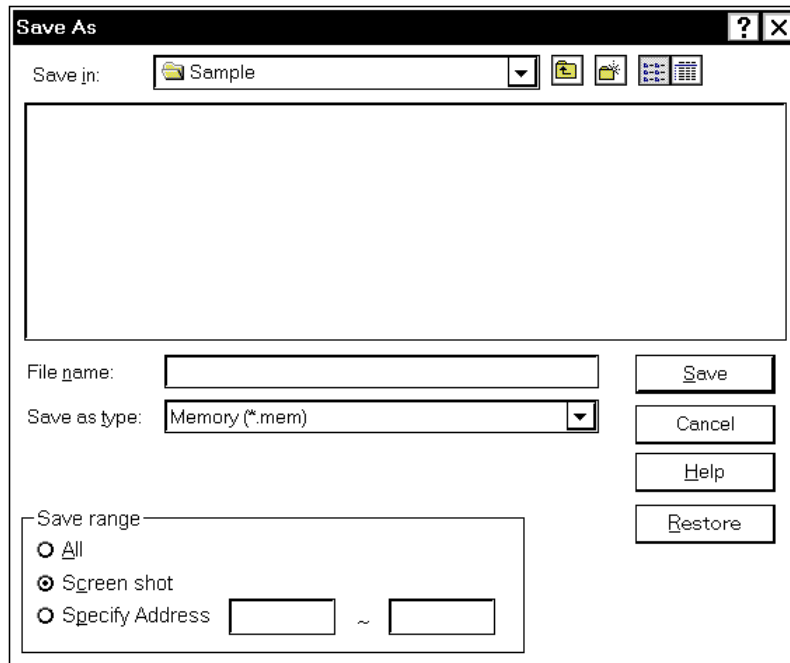 Save As
Save in: Sample
File name:
Save
Save as type: Memory (*.mem)
Cancel
Help
Restore
Save range
All
Screen shot
Specify Address ~